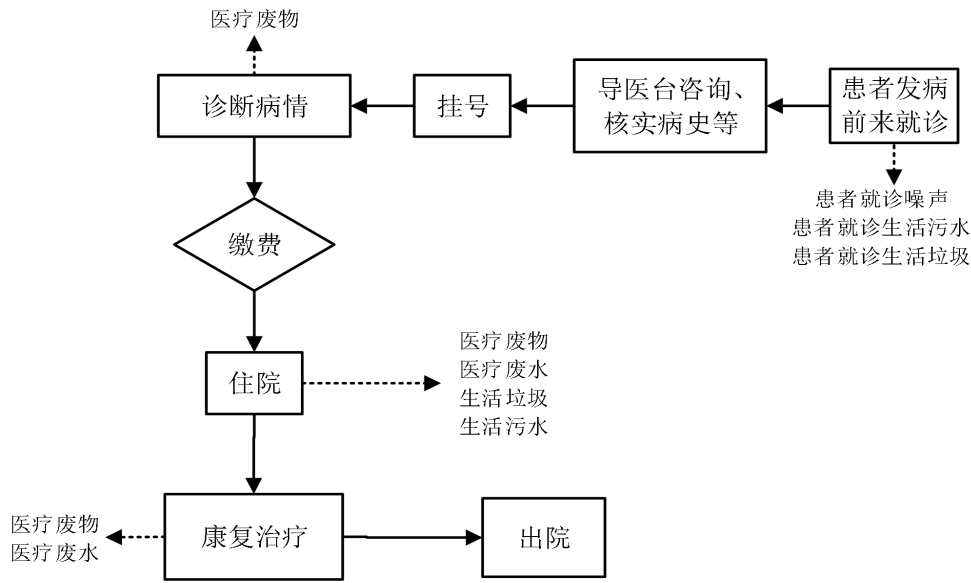 医疗废物
诊断病情
挂号
导医台咨询、
核实病史等
患者发病
前来就诊
患者就诊噪声
患者就诊生活污水
患者就诊生活垃圾
缴费
住院
医疗废物
医疗废水
生活垃圾
生活污水
医疗废物
医疗废水
康复治疗
出院